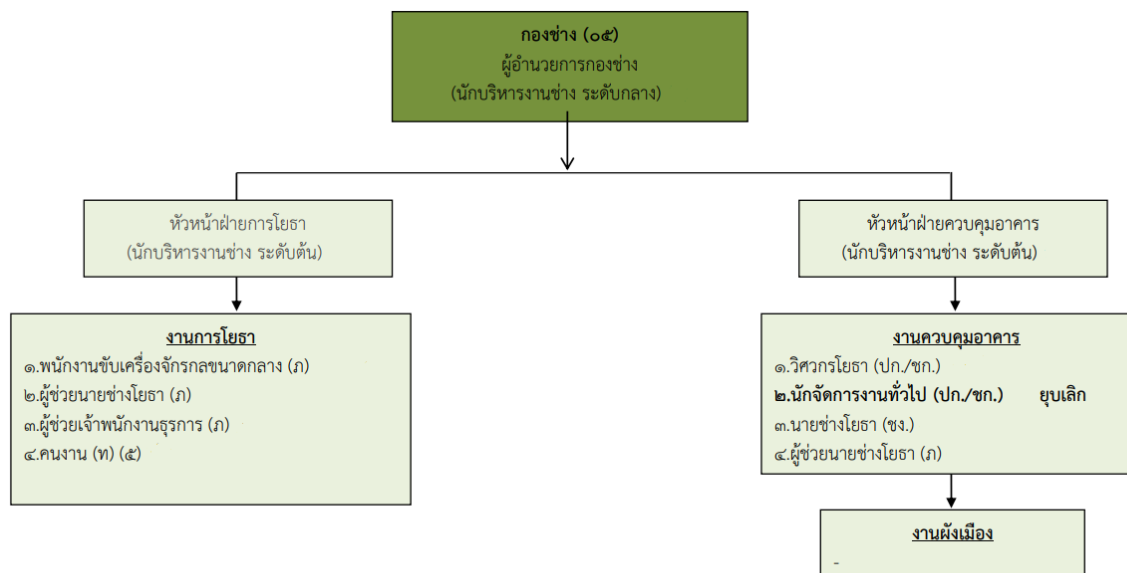 กองช่าง (๐๕)
ผู้อำนวยการกองช่าง
(นักบริหารงานช่าง ระดับกลาง)
หัวหน้าฝ่ายการโยธา
(นักบริหารงานช่าง ระดับต้น)
งานการโยธา
๑.พนักงานขับเครื่องจักรกลขนาดกลาง (ภ)
๒.ผู้ช่วยนายช่างโยธา (ภ)
๓.ผู้ช่วยเจ้าพนักงานธุรการ (ภ)
๔.คนงาน (ท) (๕)
หัวหน้าฝ่ายควบคุมอาคาร
(นักบริหารงานช่าง ระดับต้น)
งานควบคุมอาคาร
๑.วิศวกรโยธา (ปก./ชก.)
๒.นักจัดการงานทั่วไป (ปก./ชก.) ยุบเลิก
๓.นายช่างโยธา (ชง.)
๔.ผู้ช่วยนายช่างโยธา (ภ)
งานผังเมือง
-